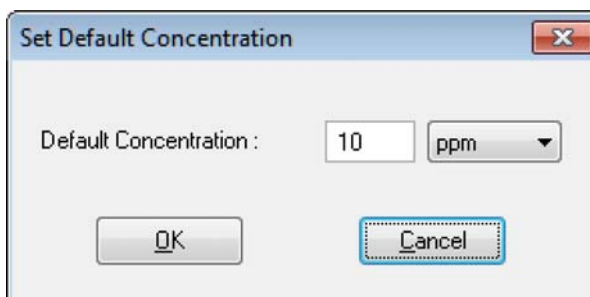 Set Default Concentration
Default Concentration : 10 ppm
OK Cancel